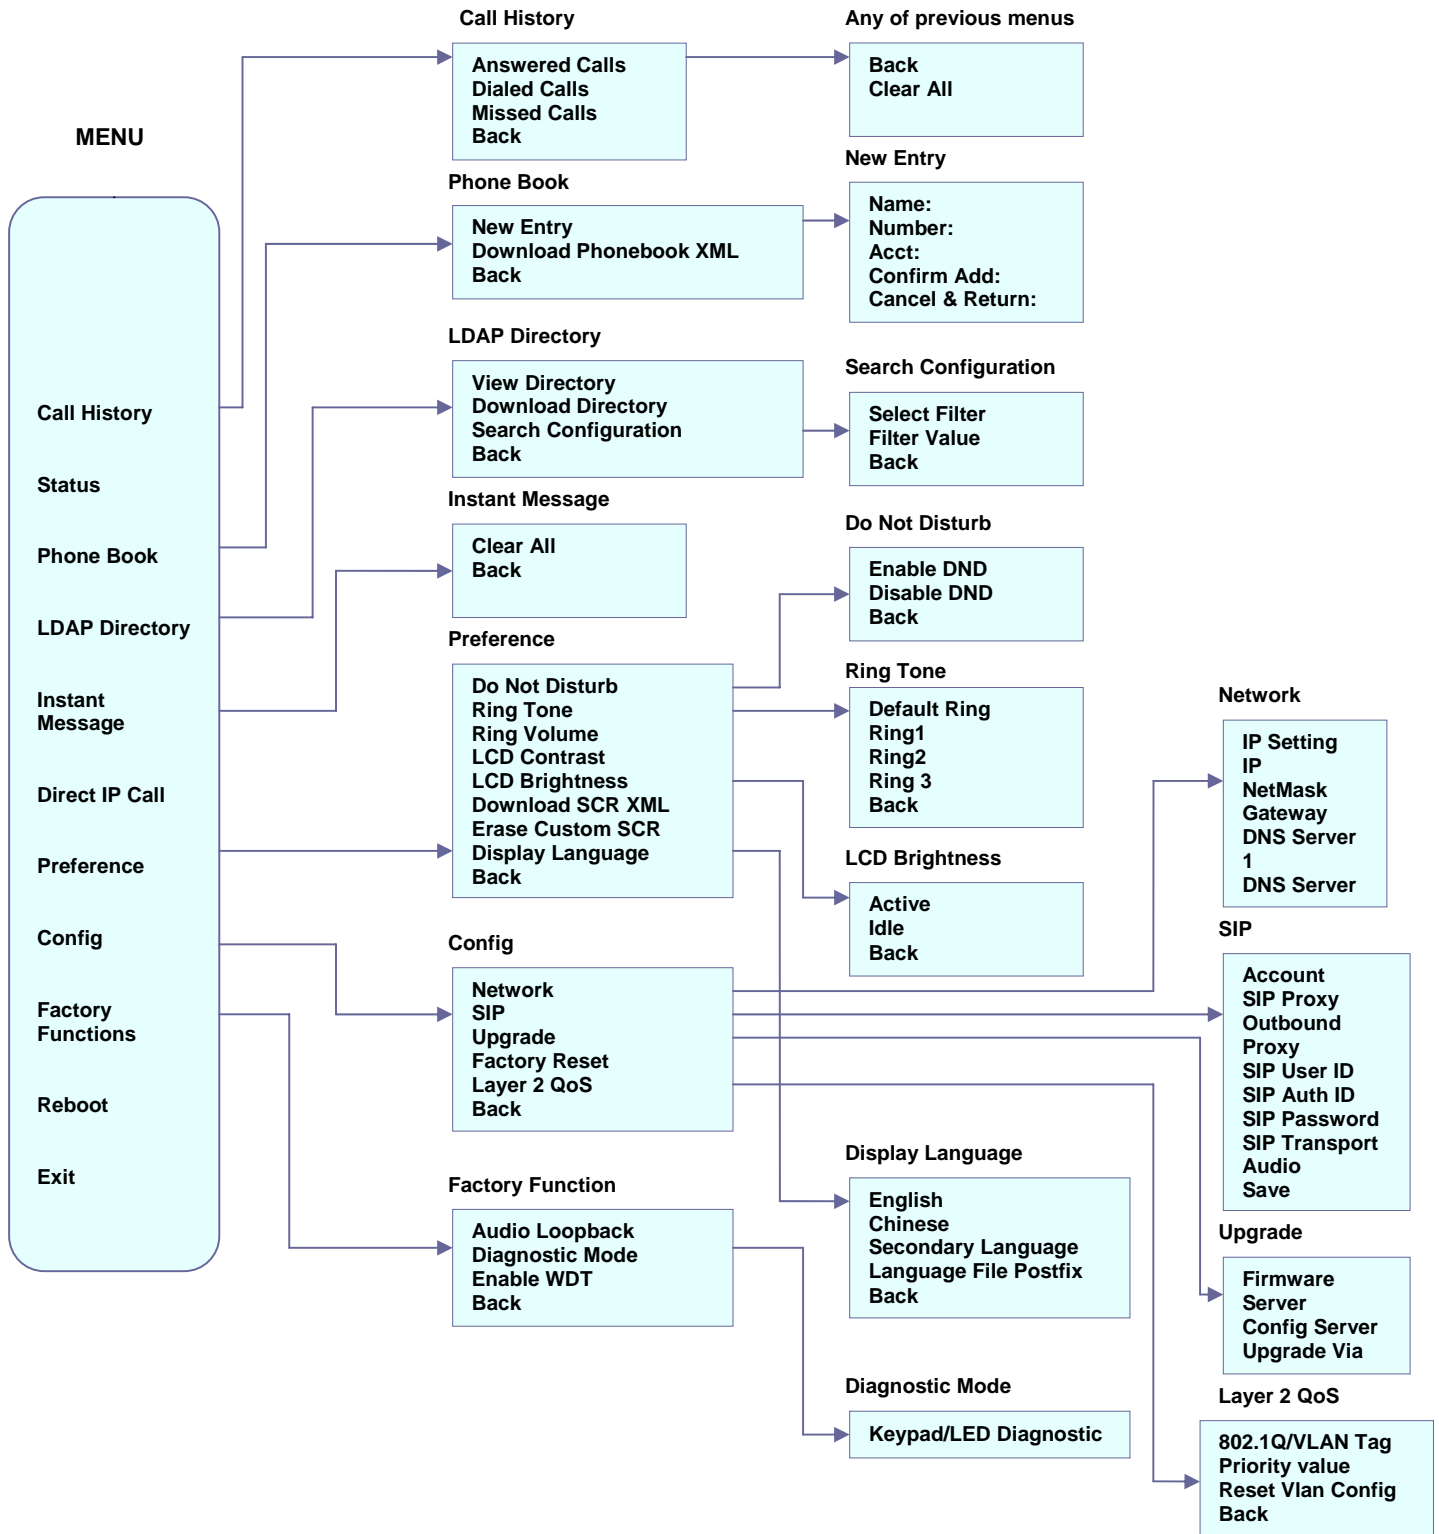 MENU
Call History
Status
Phone Book
LDAP Directory
Instant
Message
Direct IP Call
Preference
Config
Factory
Functions
Reboot
Exit
Call History
Answered Calls
Dialed Calls
Missed Calls
Back
Phone Book
New Entry
Download Phonebook XML
Back
LDAP Directory
View Directory
Download Directory
Search Configuration
Back
Instant Message
Clear All
Back
Preference
Do Not Disturb
Ring Tone
Ring Volume
LCD Contrast
LCD Brightness
Download SCR XML
Erase Custom SCR
Display Language
Back
Config
Network
SIP
Upgrade
Factory Reset
Layer 2 QoS
Back
Factory Function
Audio Loopback
Diagnostic Mode
Enable WDT
Back
Any of previous menus
Back
Clear All
New Entry
Name:
Number:
Acct:
Confirm Add:
Cancel & Return:
Search Configuration
Select Filter
Filter Value
Back
Do Not Disturb
Enable DND
Disable DND
Back
Ring Tone
Default Ring
Ring1
Ring2
Ring 3
Back
LCD Brightness
Active
Idle
Back
Display Language
English
Chinese
Secondary Language
Language File Postfix
Back
Diagnostic Mode
Keypad/LED Diagnostic
Network
IP Setting
IP
NetMask
Gateway
DNS Server
1
DNS Server
SIP
Account
SIP Proxy
Outbound
Proxy
SIP User ID
SIP Auth ID
SIP Password
SIP Transport
Audio
Save
Upgrade
Firmware
Server
Config Server
Upgrade Via
Layer 2 QoS
802.1Q/VLAN Tag
Priority value
Reset Vlan Config
Back